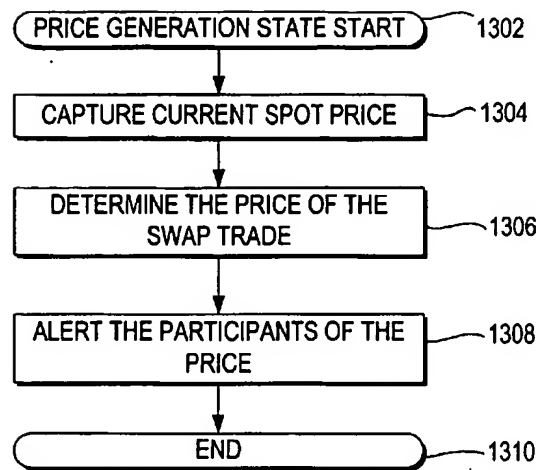 PRICE GENERATION STATE START
1302
CAPTURE CURRENT SPOT PRICE
1304
DETERMINE THE PRICE OF THE
SWAP TRADE
1306
ALERT THE PARTICIPANTS OF THE
PRICE
1308
END
1310